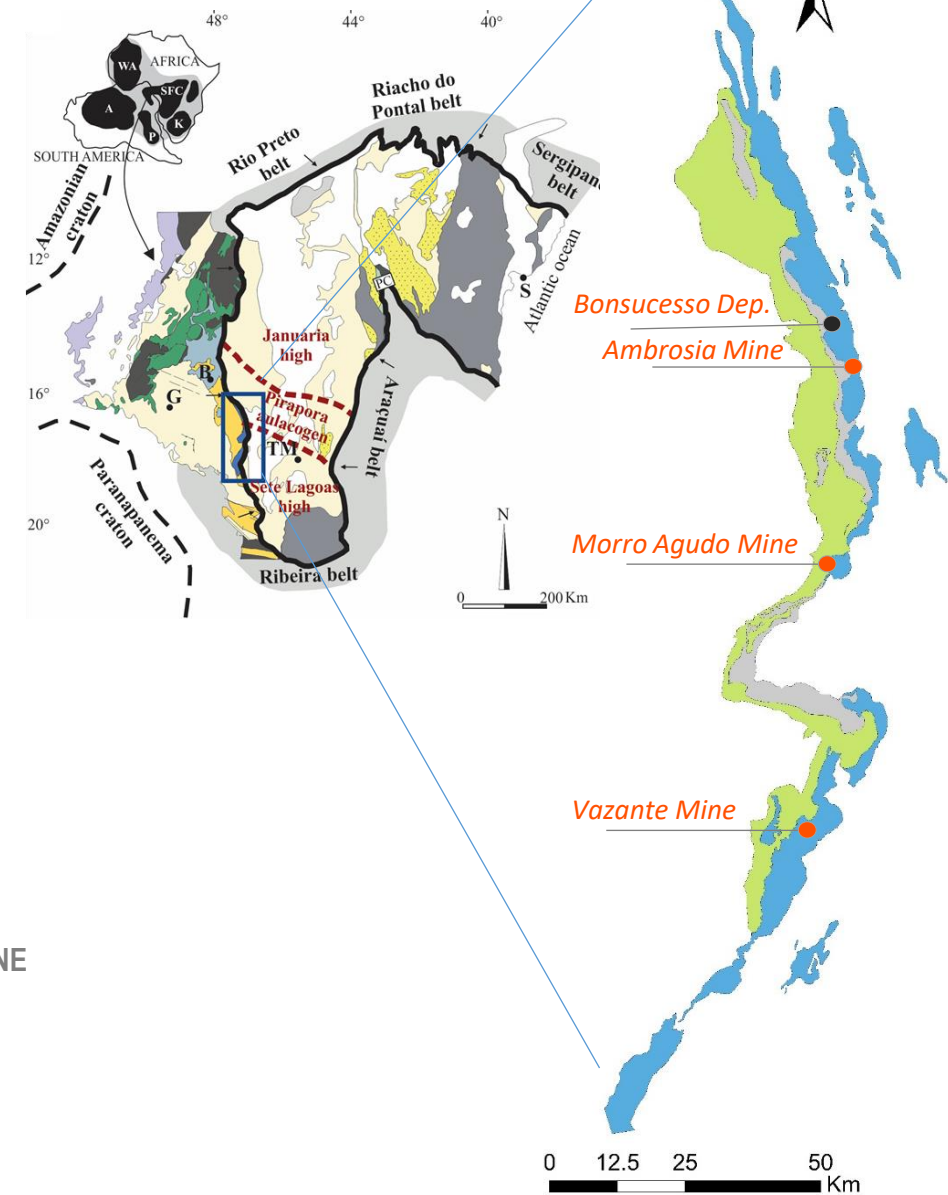 48°
44°
40°
WA
AFRICA
SFC
A
K
P
SOUTH AMERICA
Riacho do
Pontal belt
Rio Preto
belt
Sergipano
belt
Amazonian
craton
12°
PC
S
Atlantic ocean
Januaria
high
B
16°
G
Pirapora
aulacogen
TM
Araçuai belt
Paranapanema
craton
Sete Lagoas
high
20°
Ribeira belt
N
0 200 Km
Bonsucesso Dep.
Ambrosia Mine
Morro Agudo Mine
Vazante Mine
NE
0 12.5 25 50
Km